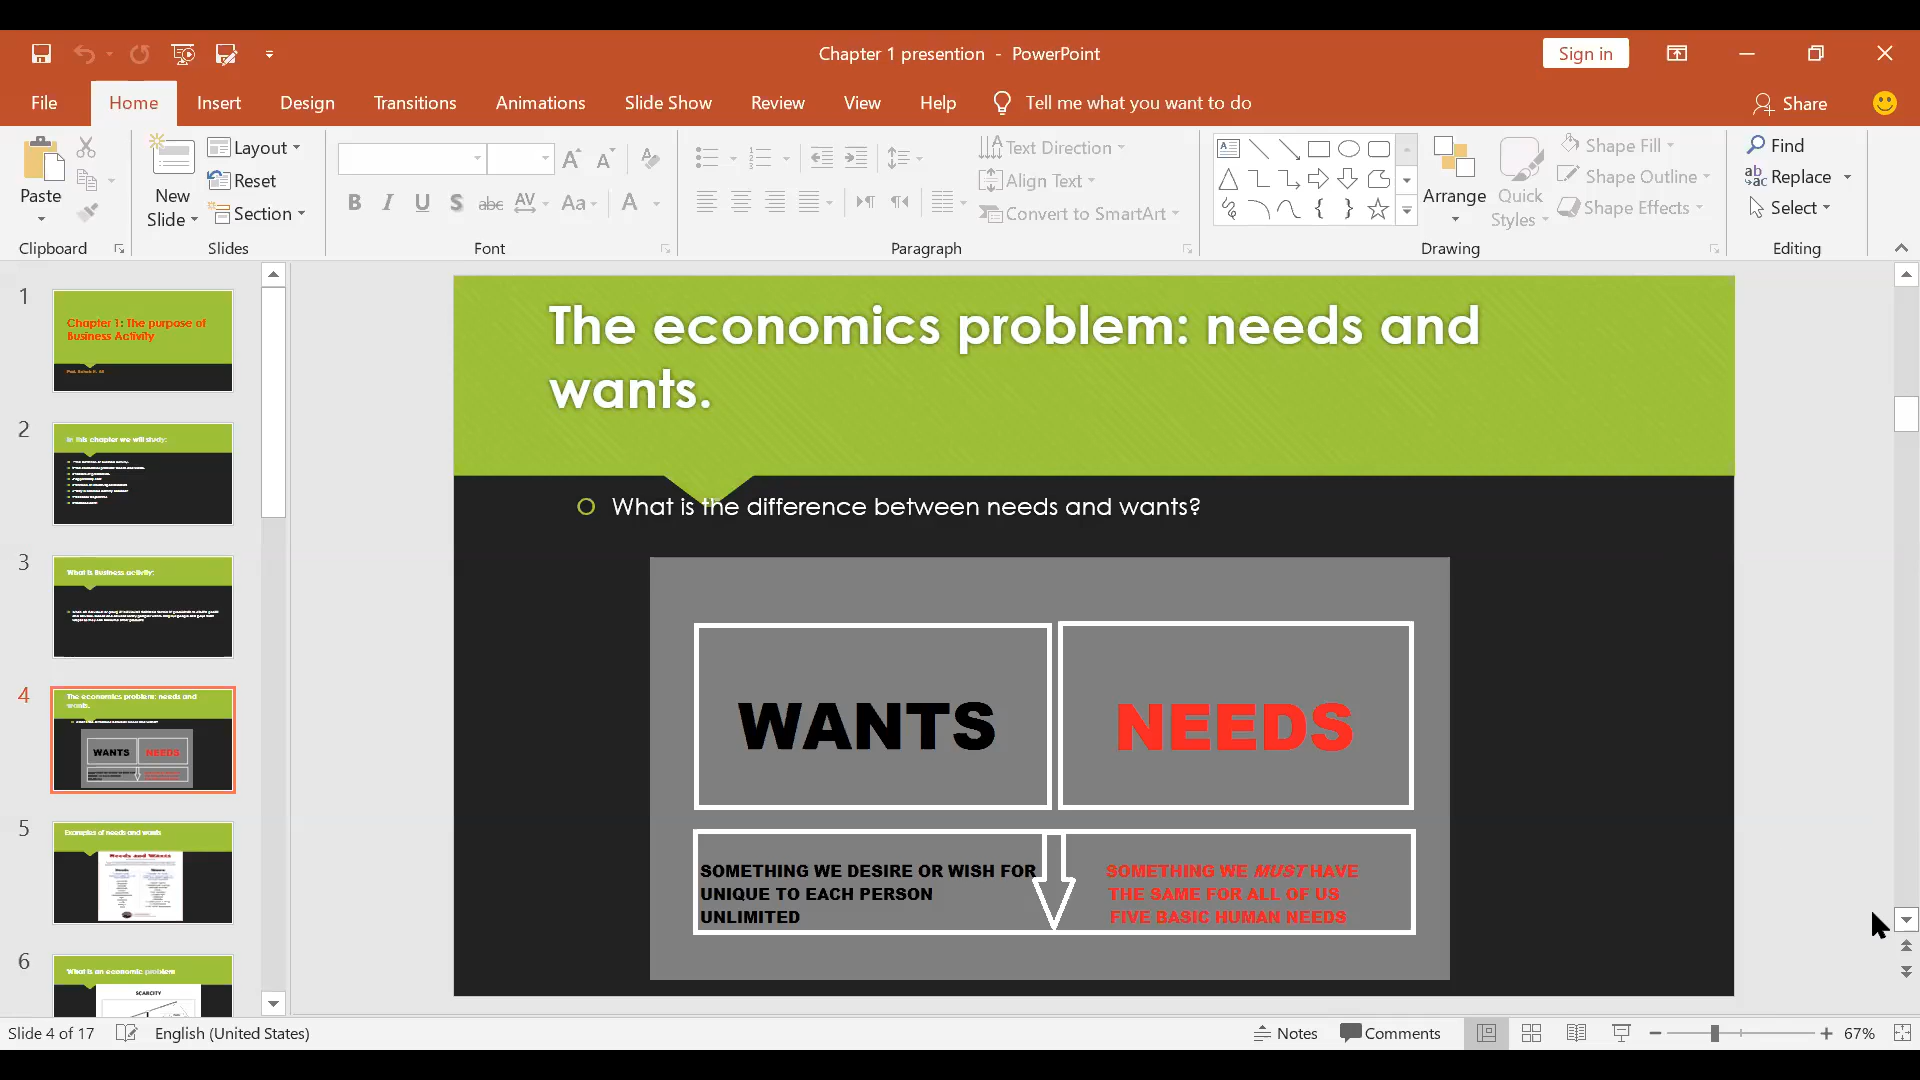 Chapter 1 presention - PowerPoint
Sign in
File
Home
Insert
Design
Transitions
Animations
Slide Show
Review
View
Help
Tell me what you want to do
Share
Paste
Clipboard
New
Slide
Layout
Reset
Section
Slides
B I U S abc AV Aa A
Font
Text Direction
Align Text
Convert to SmartArt
Paragraph
Arrange
Quick
Styles
Shape Fill
Shape Outline
Shape Effects
Drawing
Find
Replace
Select
Editing
1
Chapter 1: The purpose of
Business Activity
2
In this chapter we will study:
3
What is Business activity:
4
The economics problem: needs and
wants.
WANTS
NEEDS
5
Examples of needs and wants
Needs and Wants
6
What is an economic problem
SCARCITY
The economics problem: needs and
wants.
What is the difference between needs and wants?
WANTS
NEEDS
SOMETHING WE DESIRE OR WISH FOR
UNIQUE TO EACH PERSON
UNLIMITED
SOMETHING WE MUST HAVE
THE SAME FOR ALL OF US
FIVE BASIC HUMAN NEEDS
Slide 4 of 17
English (United States)
Notes
Comments
67%